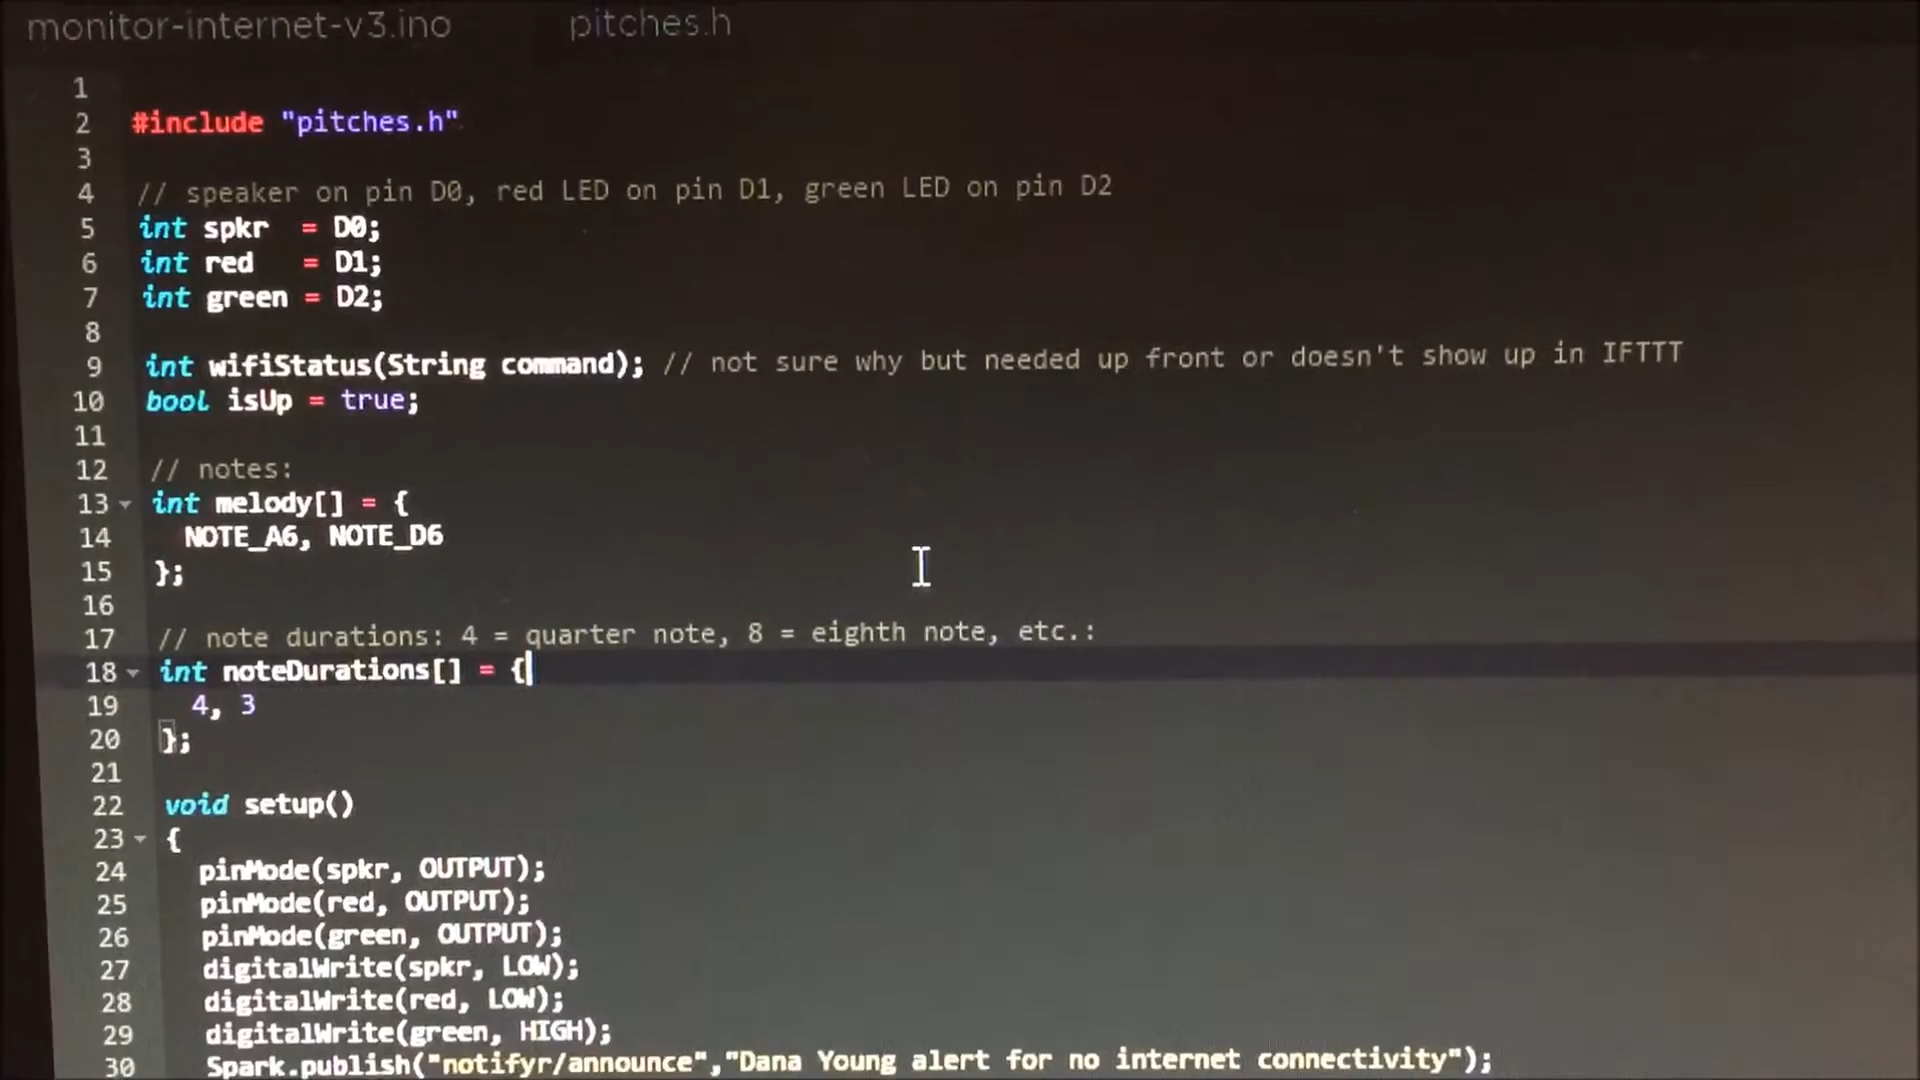 monitor-internet-v3.ino pitches.h
1
2 #include "pitches.h"
3
4 // speaker on pin D0, red LED on pin D1, green LED on pin D2
5 int spkr = D0;
6 int red = D1;
7 int green = D2;
8
9 int wifiStatus(String command); // not sure why but needed up front or doesn't show up in IFTTT
10 bool isUp = true;
11
12 // notes:
13 int melody[] = {
14 NOTE_A6, NOTE_D6
15 };
16
17 // note durations: 4 = quarter note, 8 = eighth note, etc.:
18 int noteDurations[] = {
19 4, 3
20 };
21
22 void setup()
23 {
24 pinMode(spkr, OUTPUT);
25 pinMode(red, OUTPUT);
26 pinMode(green, OUTPUT);
27 digitalWrite(spkr, LOW);
28 digitalWrite(red, LOW);
29 digitalWrite(green, HIGH);
30 Spark.publish("notifyr/announce","Dana Young alert for no internet connectivity");